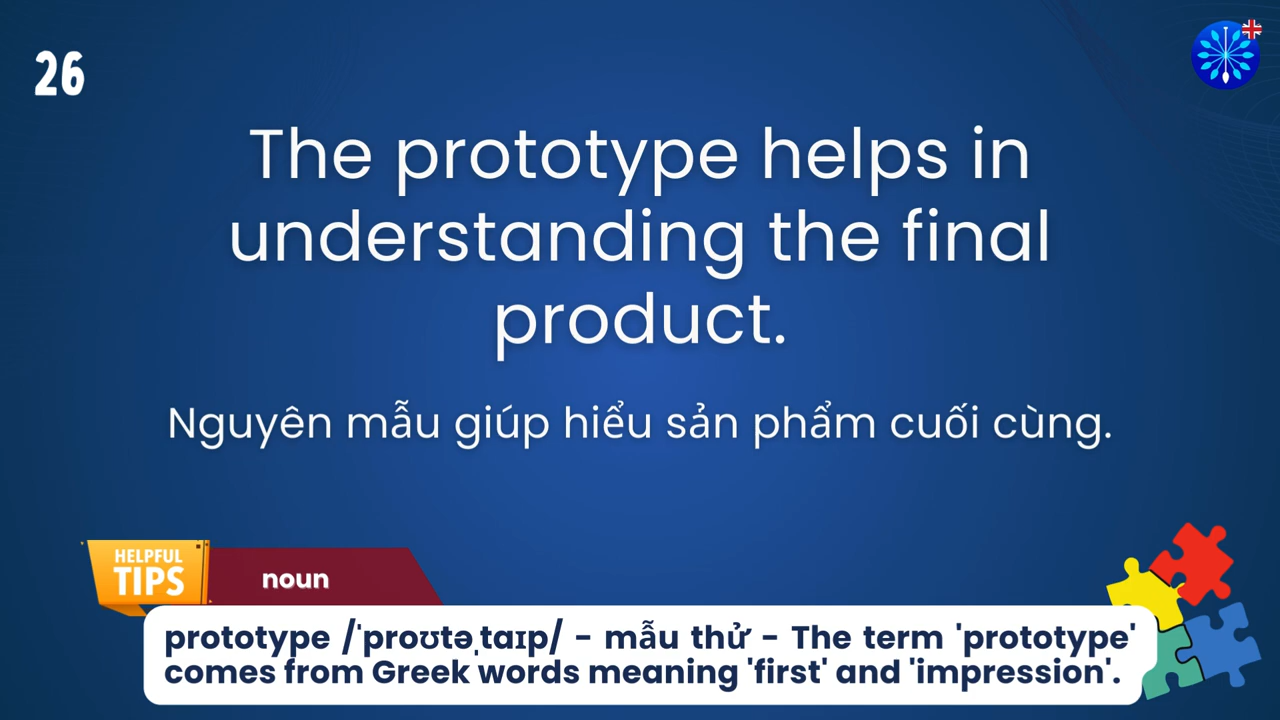 26
The prototype helps in
understanding the final
product.
Nguyên mẫu giúp hiểu sản phẩm cuối cùng.
HELPFUL
TIPS
noun
prototype /ˈproʊtəˌtaɪp/ - mẫu thử - The term 'prototype'
comes from Greek words meaning 'first' and 'impression'.